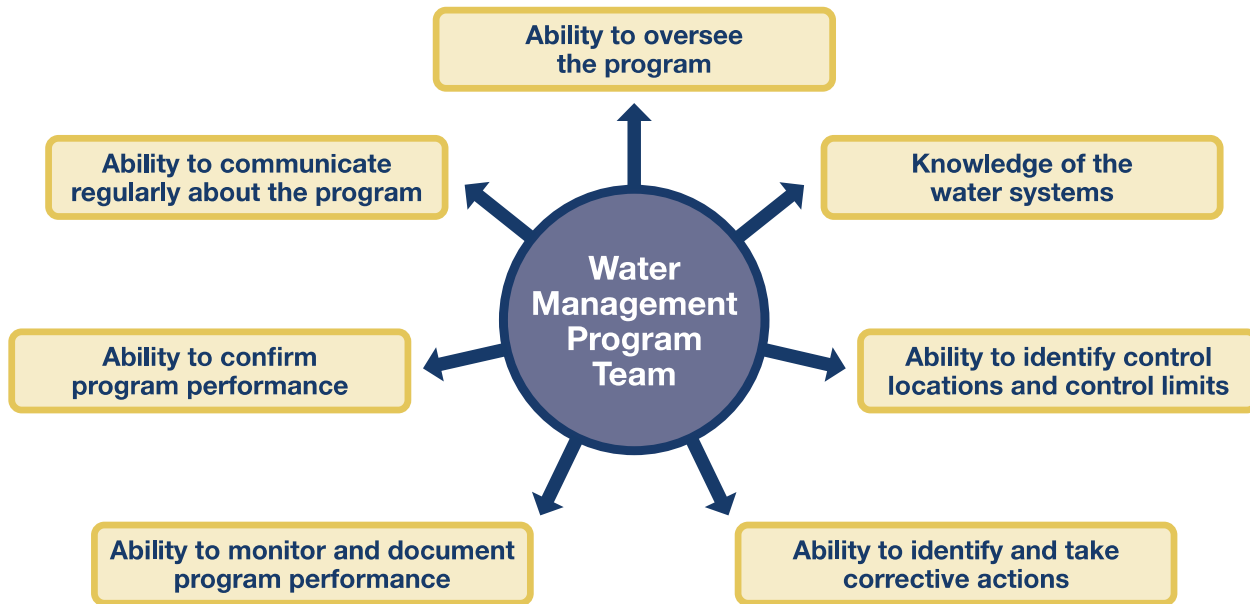 Ability to oversee
the program
Ability to communicate
regularly about the program
Knowledge of the
water systems
Water
Management
Program
Team
Ability to confirm
program performance
Ability to identify control
locations and control limits
Ability to monitor and document
program performance
Ability to identify and take
corrective actions